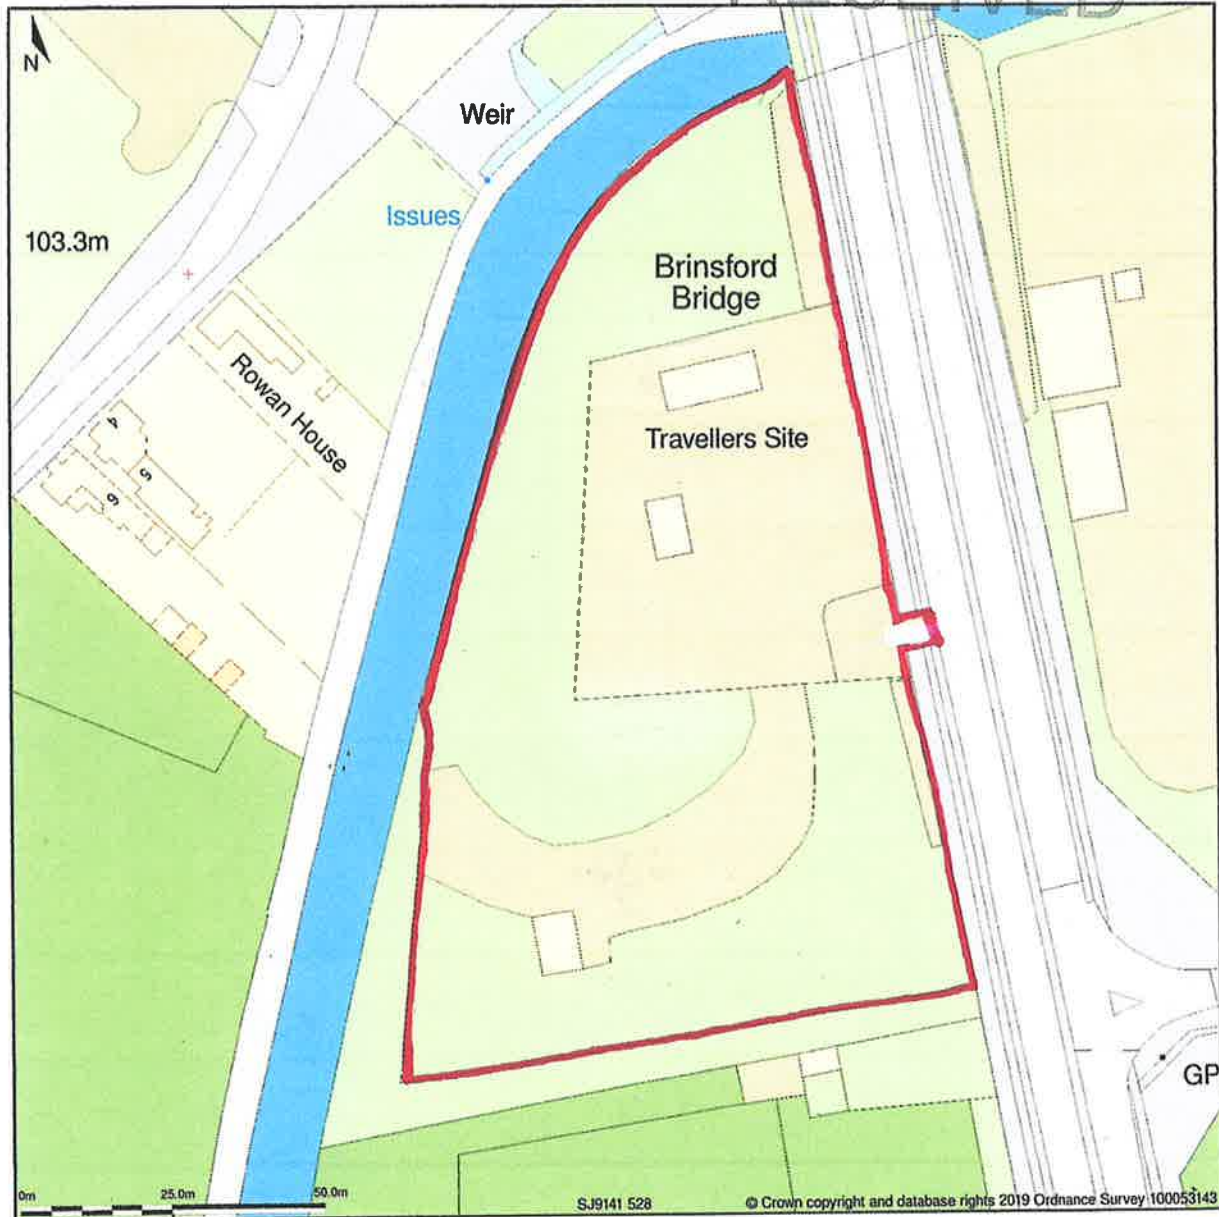 N
Weir
Issues
103.3m
Brinsford
Bridge
Rowan House
4
5
6
Travellers Site
GP
0m 25.0m 50.0m
SJ9141 528
© Crown copyright and database rights 2019 Ordnance Survey 100053143